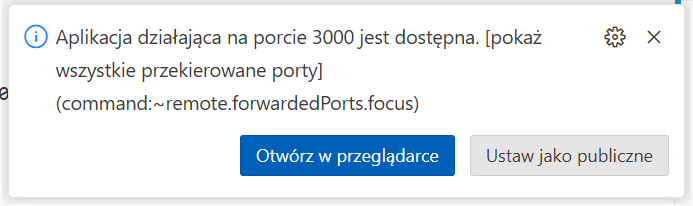 Aplikacja działająca na porcie 3000 jest dostępna. [pokaż
wszystkie przekierowane porty]
(command:~remote.forwardedPorts.focus)
Otwórz w przeglądarce
Ustaw jako publiczne